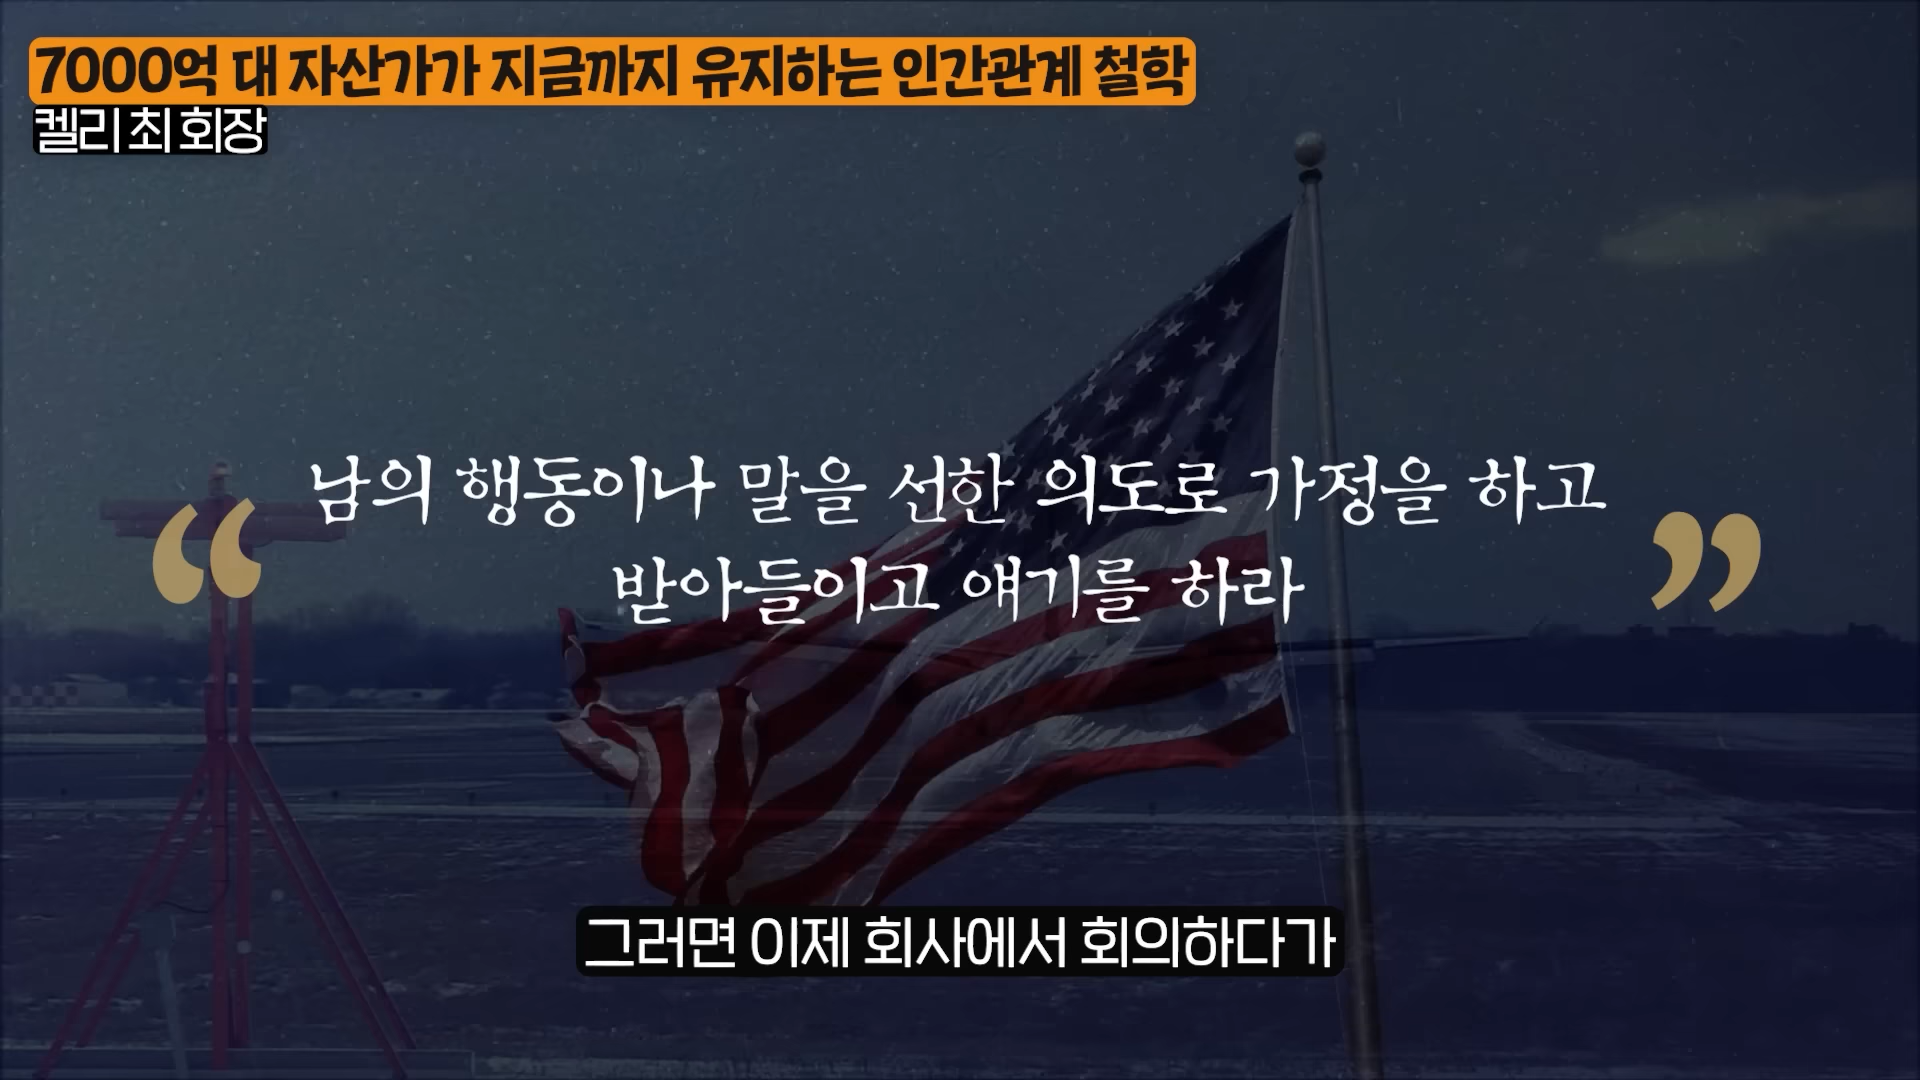 7000억 대 자산가가 지금까지 유지하는 인간관계 철학
켈리 최 회장
“ 남의 행동이나 말을 선한 의도로 가정을 하고
받아들이고 얘기를 하라 ”
그러면 이제 회사에서 회의하다가